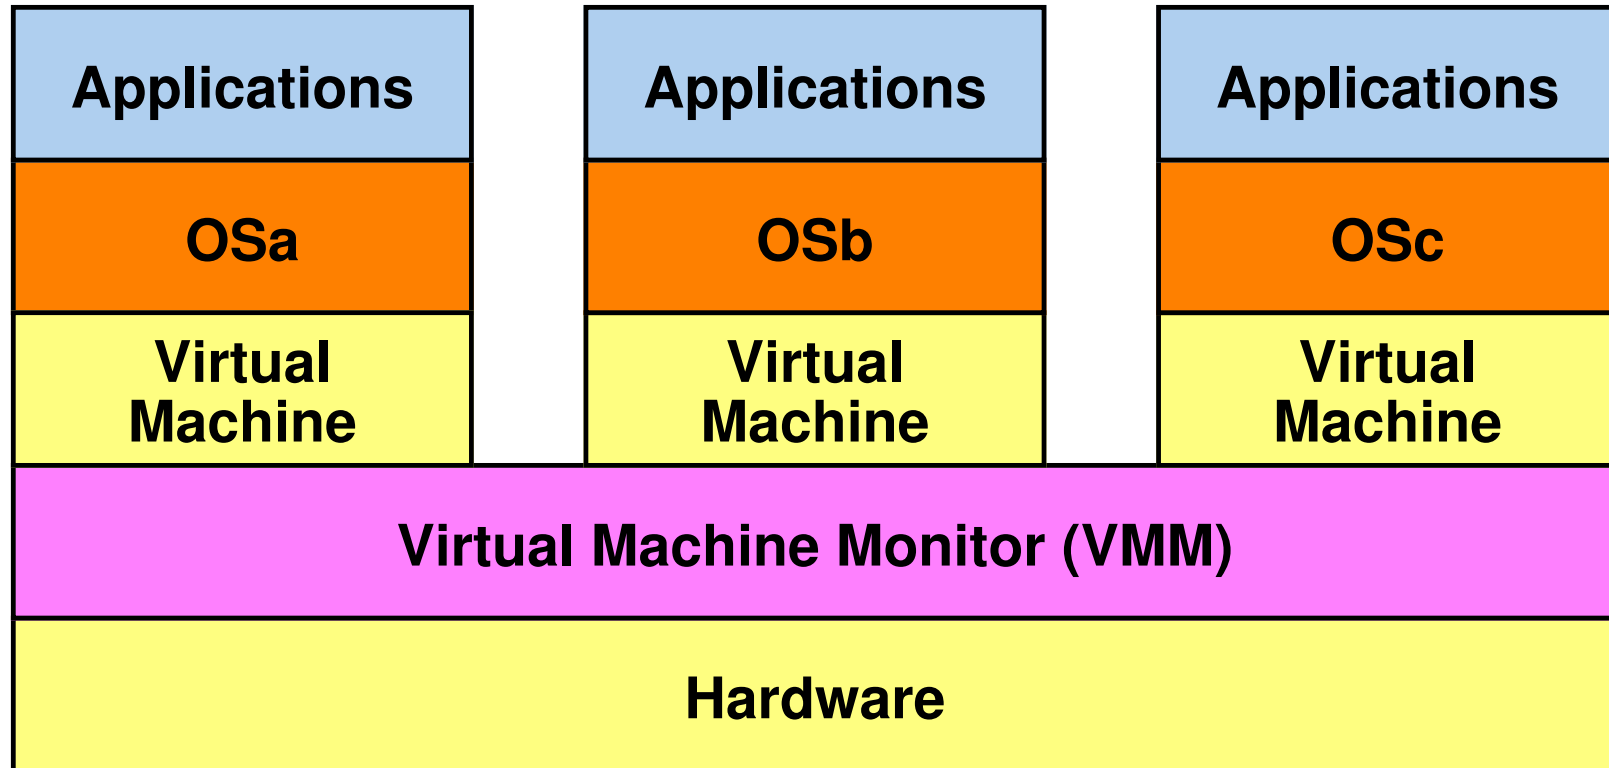 Applications Applications Applications
OSa OSb OSc
Virtual Virtual Virtual
Machine Machine Machine
Virtual Machine Monitor (VMM)
Hardware